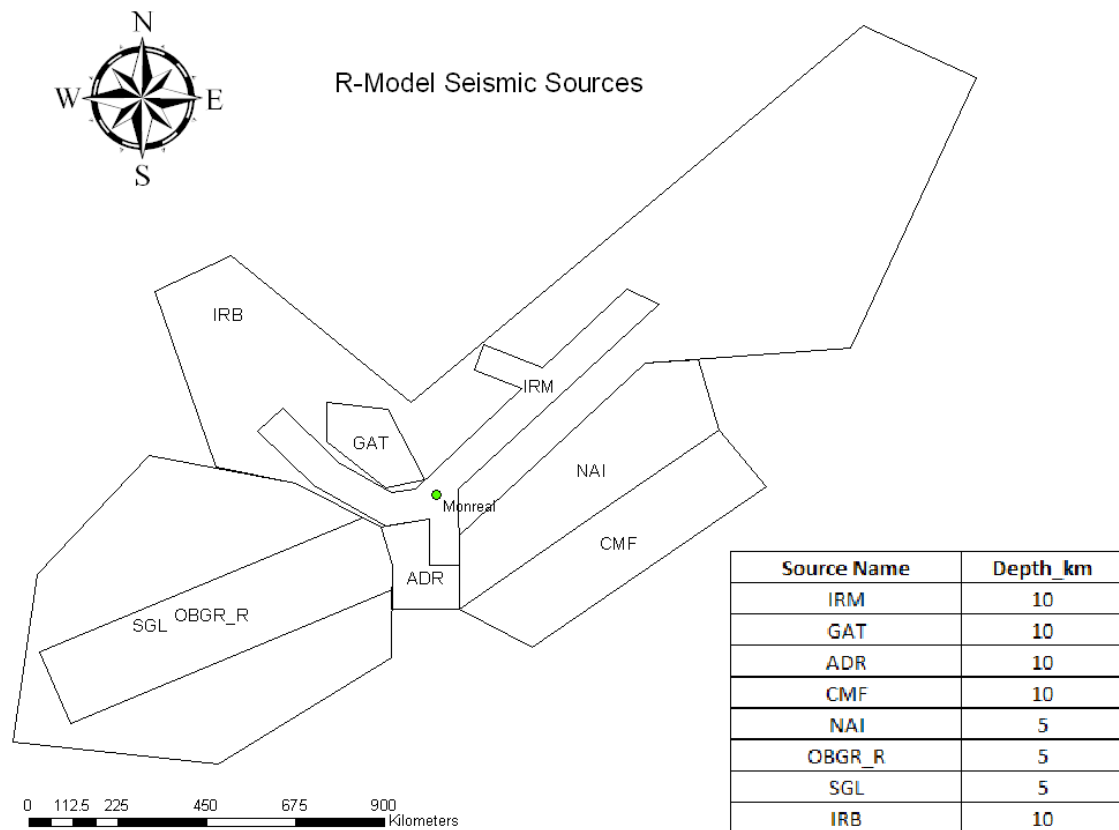 N
W E
S
R-Model Seismic Sources
IRB
IRM
GAT
NAI
Monreal
CMF
ADR
SGL OBGR_R
Source Name Depth_km
IRM 10
GAT 10
ADR 10
CMF 10
NAI 5
OBGR_R 5
SGL 5
IRB 10
0 112.5 225 450 675 900
Kilometers